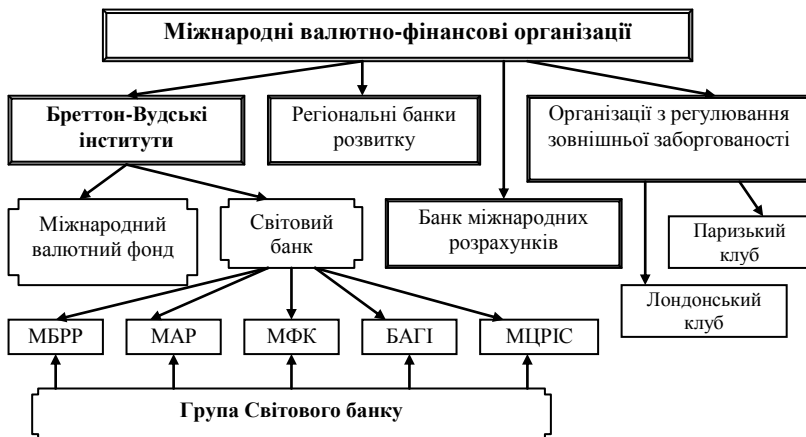 Міжнародні валютно-фінансові організації
Бреттон-Вудські
інститути
Регіональні банки
розвитку
Організації з регулювання
зовнішньої заборгованості
Міжнародний
валютний фонд
Світовий
банк
Банк міжнародних
розрахунків
Паризький
клуб
Лондонський
клуб
МБРР
МАР
МФК
БАГІ
МЦРІС
Група Світового банку